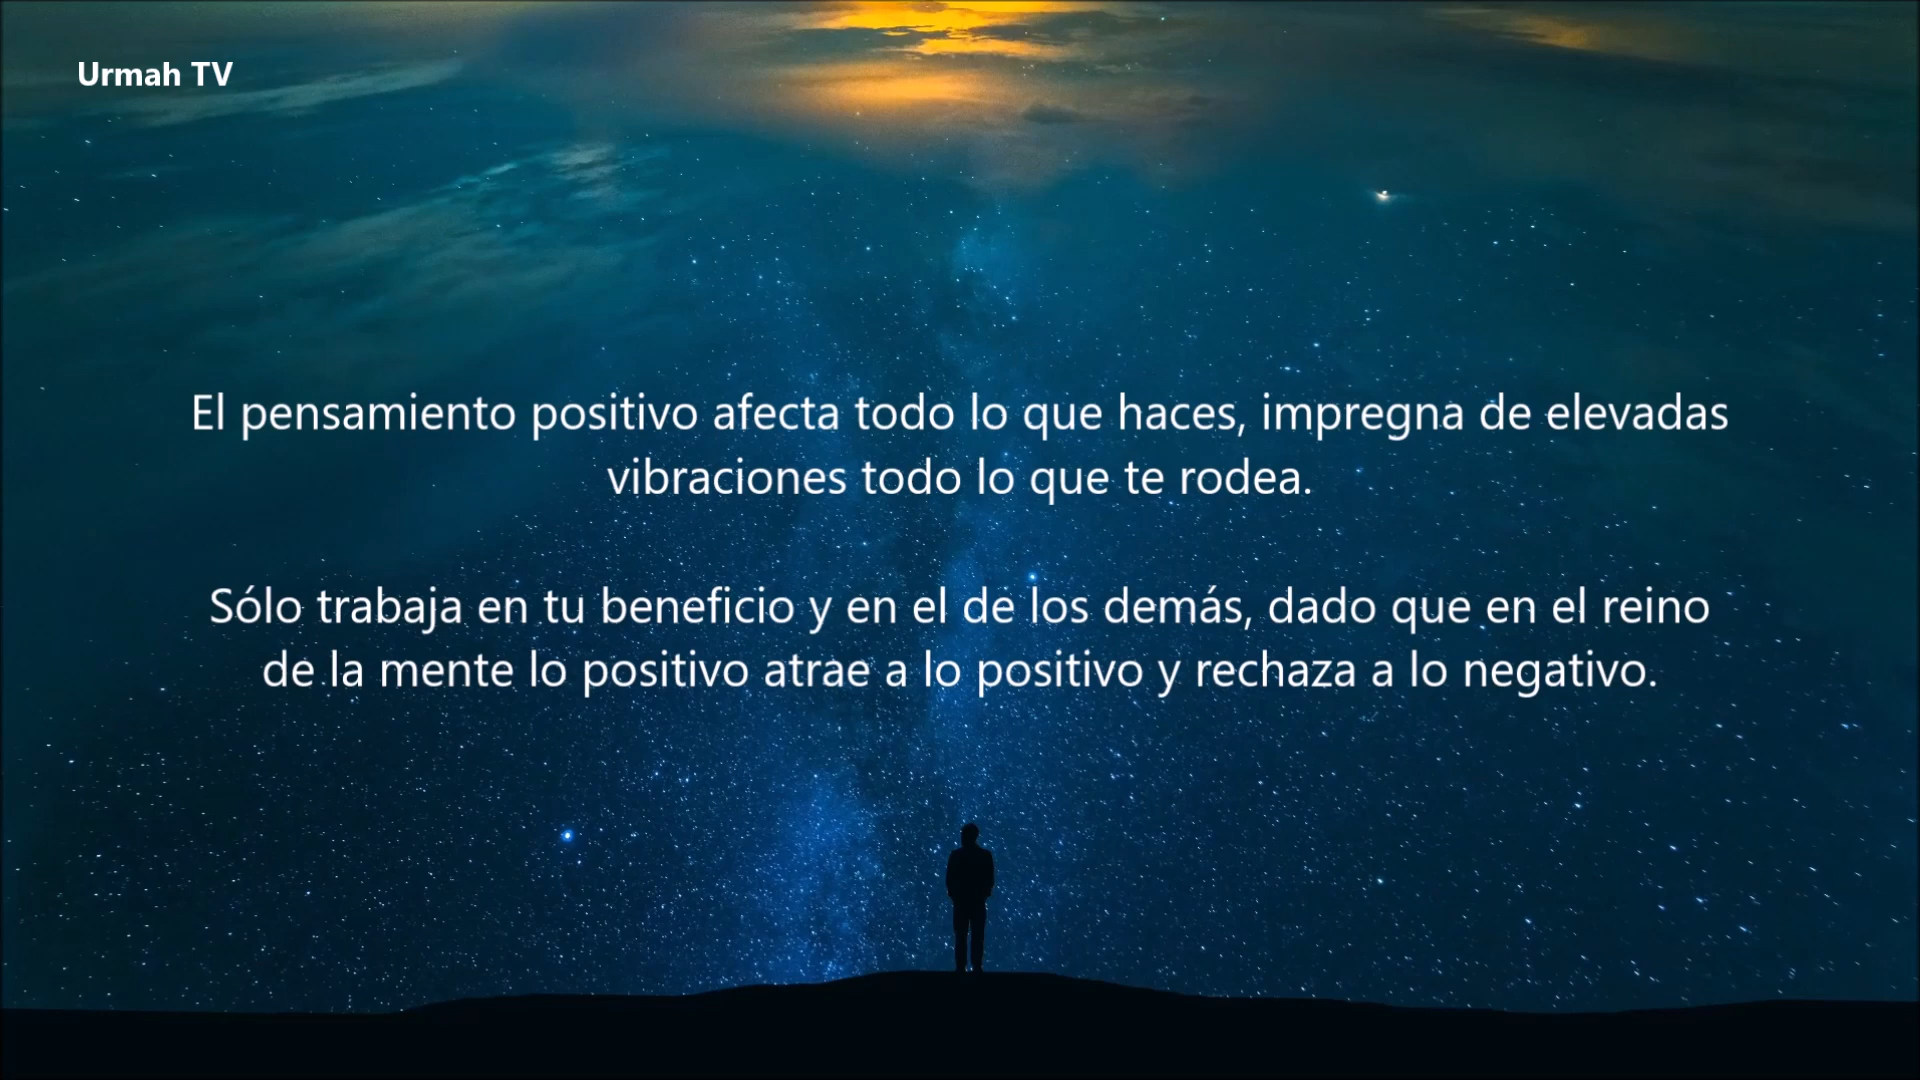 Urmah TV
El pensamiento positivo afecta todo lo que haces, impregna de elevadas
vibraciones todo lo que te rodea.
Sólo trabaja en tu beneficio y en el de los demás, dado que en el reino
de la mente lo positivo atrae a lo positivo y rechaza a lo negativo.